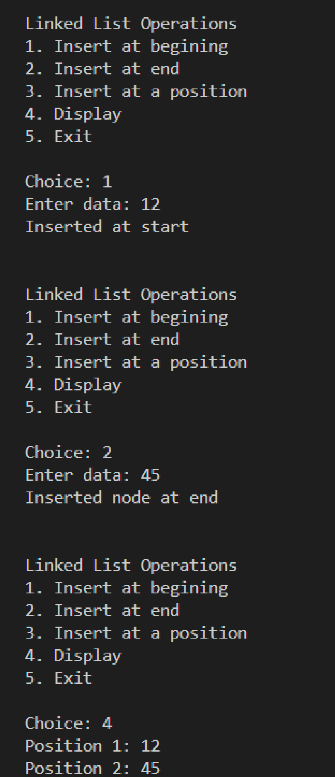 Linked List Operations
1. Insert at begining
2. Insert at end
3. Insert at a position
4. Display
5. Exit
Choice: 1
Enter data: 12
Inserted at start
Linked List Operations
1. Insert at begining
2. Insert at end
3. Insert at a position
4. Display
5. Exit
Choice: 2
Enter data: 45
Inserted node at end
Linked List Operations
1. Insert at begining
2. Insert at end
3. Insert at a position
4. Display
5. Exit
Choice: 4
Position 1: 12
Position 2: 45